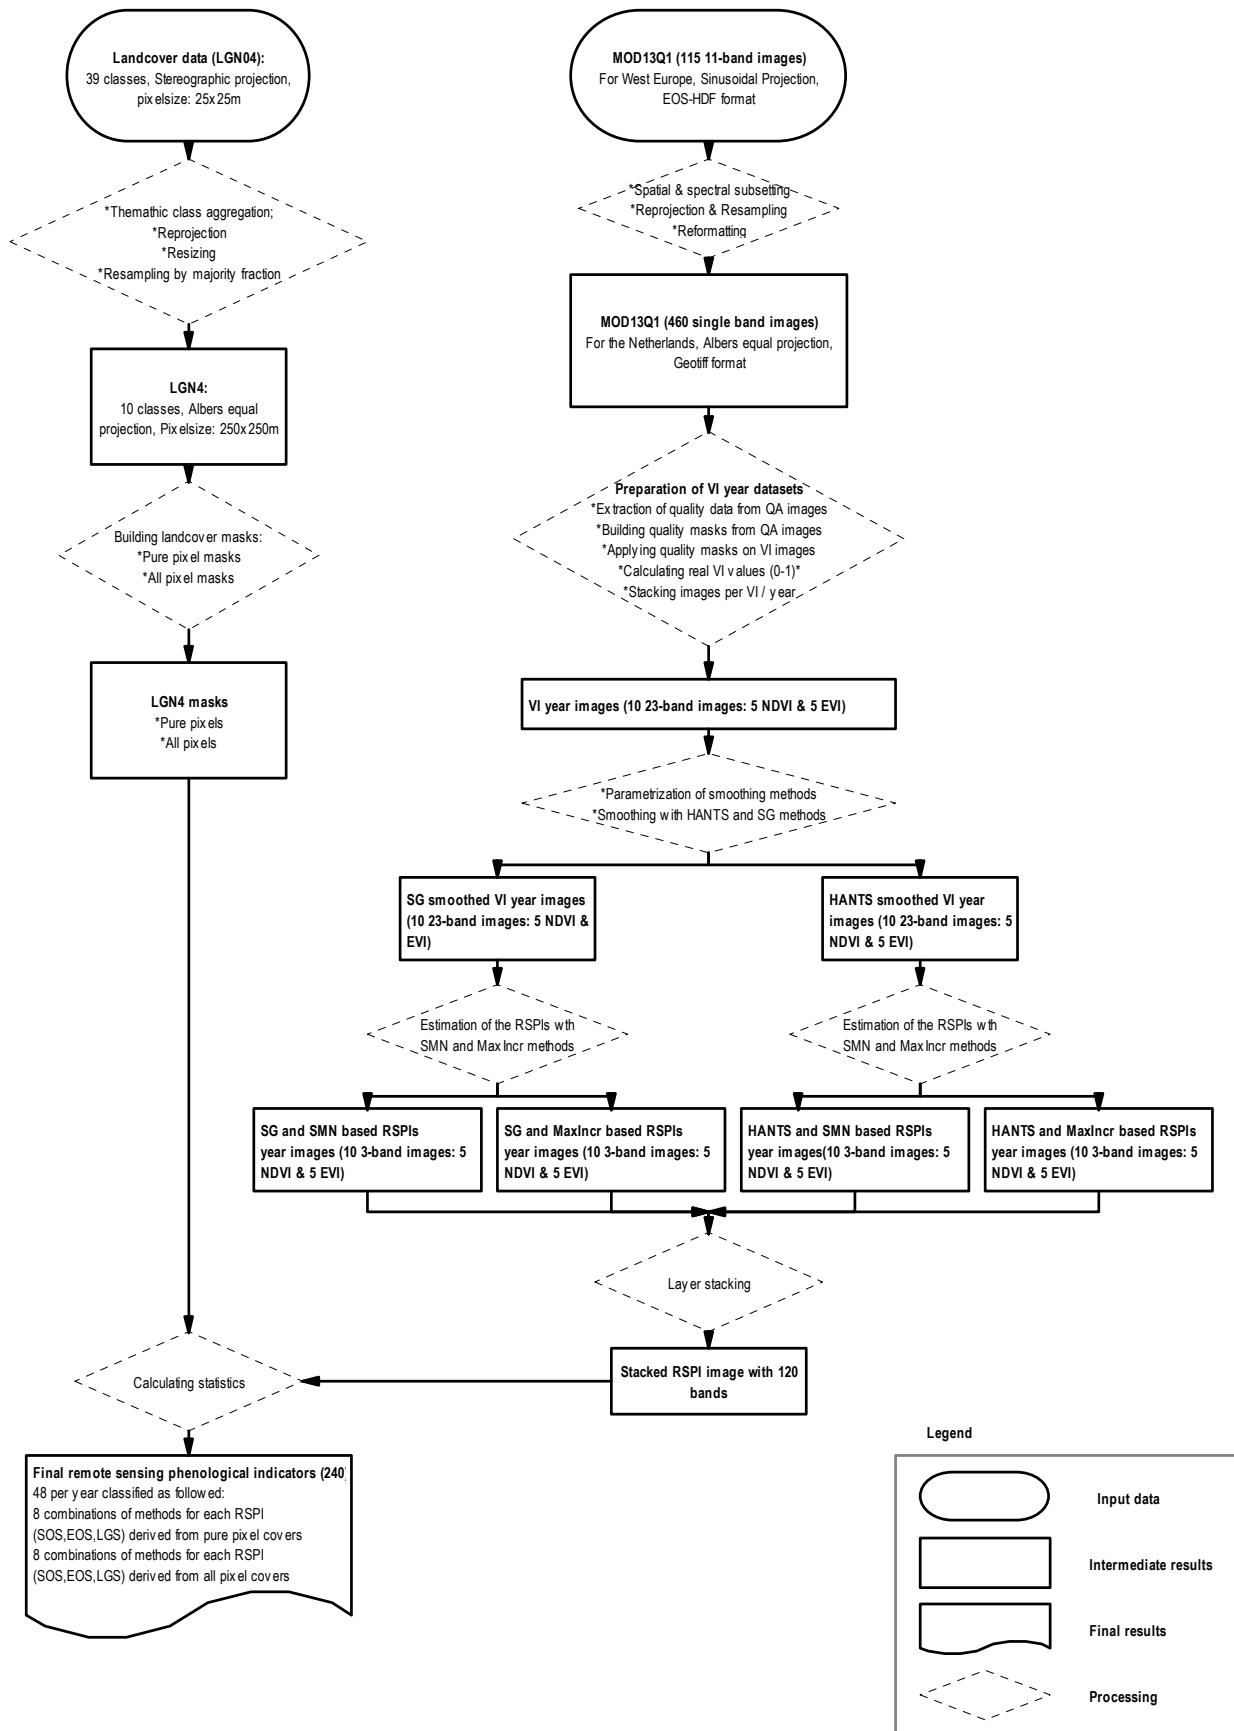 Landcover data (LGN04):
39 classes, Stereographic projection,
pixelsize: 25x25m
*Themathic class aggregation;
*Reprojection
*Resizing
*Resampling by majority fraction
LGN4:
10 classes, Albers equal
projection, Pixelsize: 250x250m
Building landcover masks:
*Pure pixel masks
*All pixel masks
LGN4 masks
*Pure pixels
*All pixels
MOD13Q1 (115 11-band images)
For West Europe, Sinusoidal Projection,
EOS-HDF format
*Spatial & spectral subsetting
*Reprojection & Resampling
*Reformatting
MOD13Q1 (460 single band images)
For the Netherlands, Albers equal projection,
Geotiff format
Preparation of VI year datasets
*Extraction of quality data from QA images
*Building quality masks from QA images
*Applying quality masks on VI images
*Calculating real VI values (0-1)*
*Stacking images per VI / year
VI year images (10 23-band images: 5 NDVI & 5 EVI)
*Parametrization of smoothing methods
*Smoothing with HANTS and SG methods
SG smoothed VI year images
(10 23-band images: 5 NDVI &
EVI)
HANTS smoothed VI year
images (10 23-band images: 5
NDVI & 5 EVI)
Estimation of the RSPIs wth
SMN and MaxIncr methods
Estimation of the RSPIs wth
SMN and MaxIncr methods
SG and SMN based RSPIs
year images (10 3-band images: 5
NDVI & 5 EVI)
SG and MaxIncr based RSPIs
year images (10 3-band images: 5
NDVI & 5 EVI)
HANTS and SMN based RSPIs
year images(10 3-band images: 5
NDVI & 5 EVI)
HANTS and MaxIncr based RSPIs
year images (10 3-band images: 5
NDVI & 5 EVI)
Layer stacking
Stacked RSPI image with 120
bands
Calculating statistics
Final remote sensing phenological indicators (240)
48 per year classified as followed:
8 combinations of methods for each RSPI
(SOS,EOS,LGS) derived from pure pixel covers
8 combinations of methods for each RSPI
(SOS,EOS,LGS) derived from all pixel covers
Legend
Input data
Intermediate results
Final results
Processing